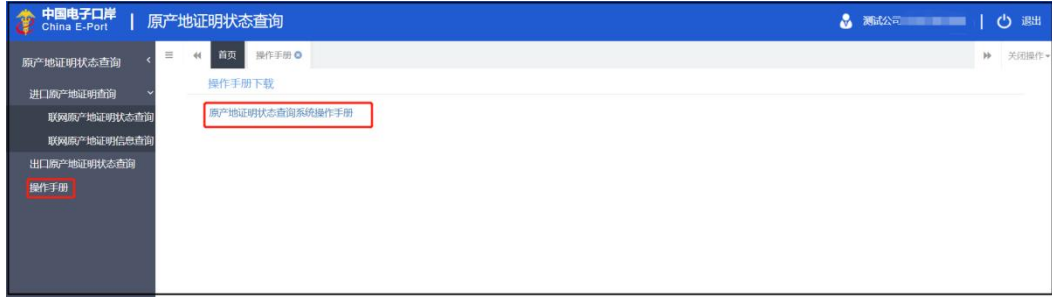 中国电子口岸
China E-Port
原产地证明状态查询
测试公司
退出
原产地证明状态查询
首页
操作手册
关闭操作
进口原产地证明查询
操作手册下载
联网原产地证明状态查询
原产地证明状态查询系统操作手册
联网原产地证明信息查询
出口原产地证明状态查询
操作手册